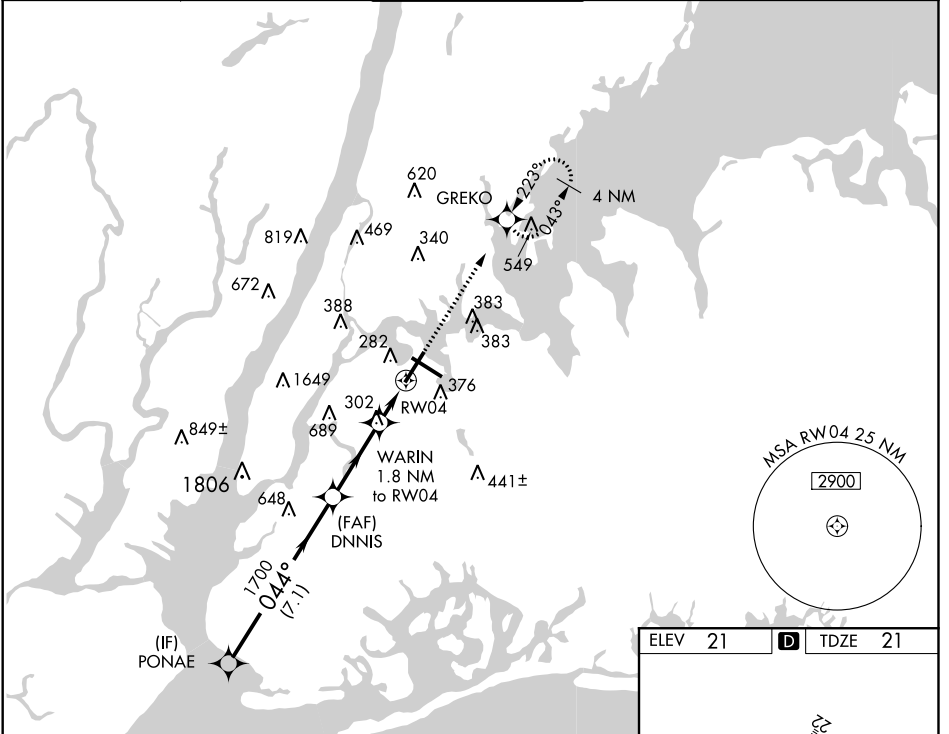 620
GREKO
223°
043°
4 NM
819
469
340
549
672
388
383
383
282
1649
376
RW04
302
689
849±
WARIN
1.8 NM
to RW04
1806
441±
648
(FAF)
DNNIS
1700
044°
(7.1)
(IF)
PONAE
MSA RW04 25 NM
2900
ELEV 21 D TDZE 21
22